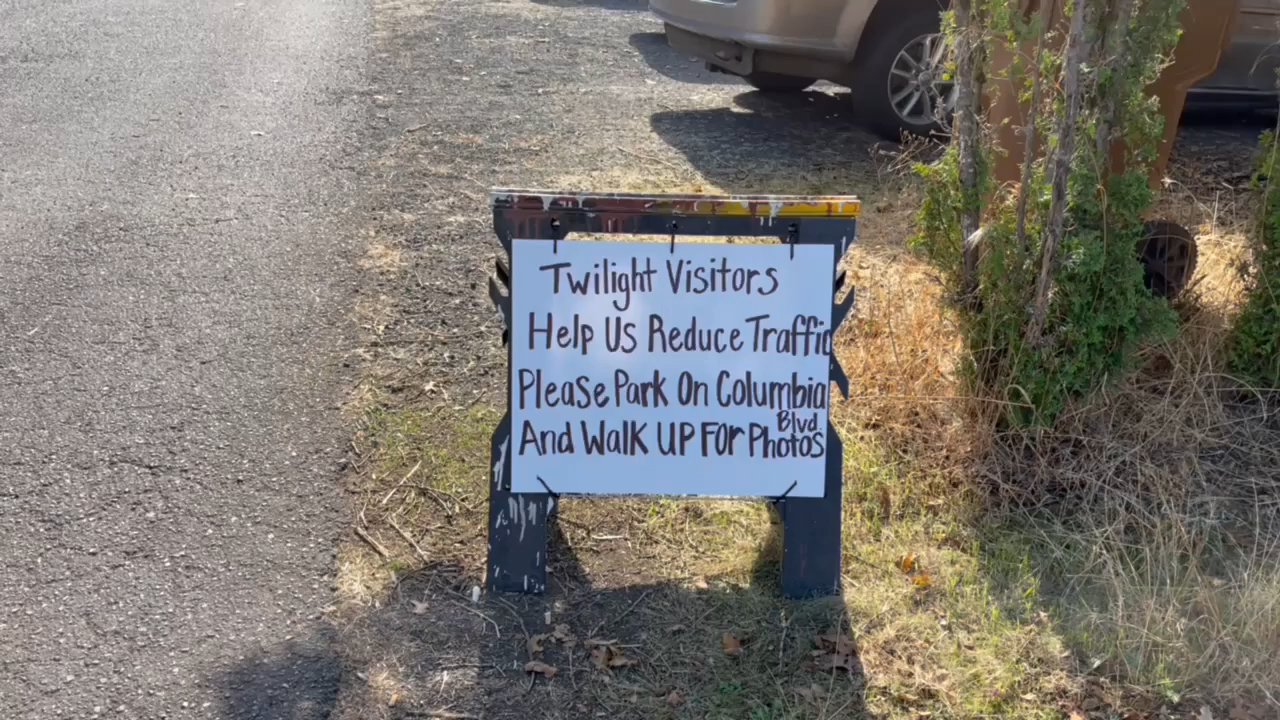 Twilight Visitors
Help Us Reduce Traffic
Please Park On Columbia
Blvd.
And Walk Up For Photos